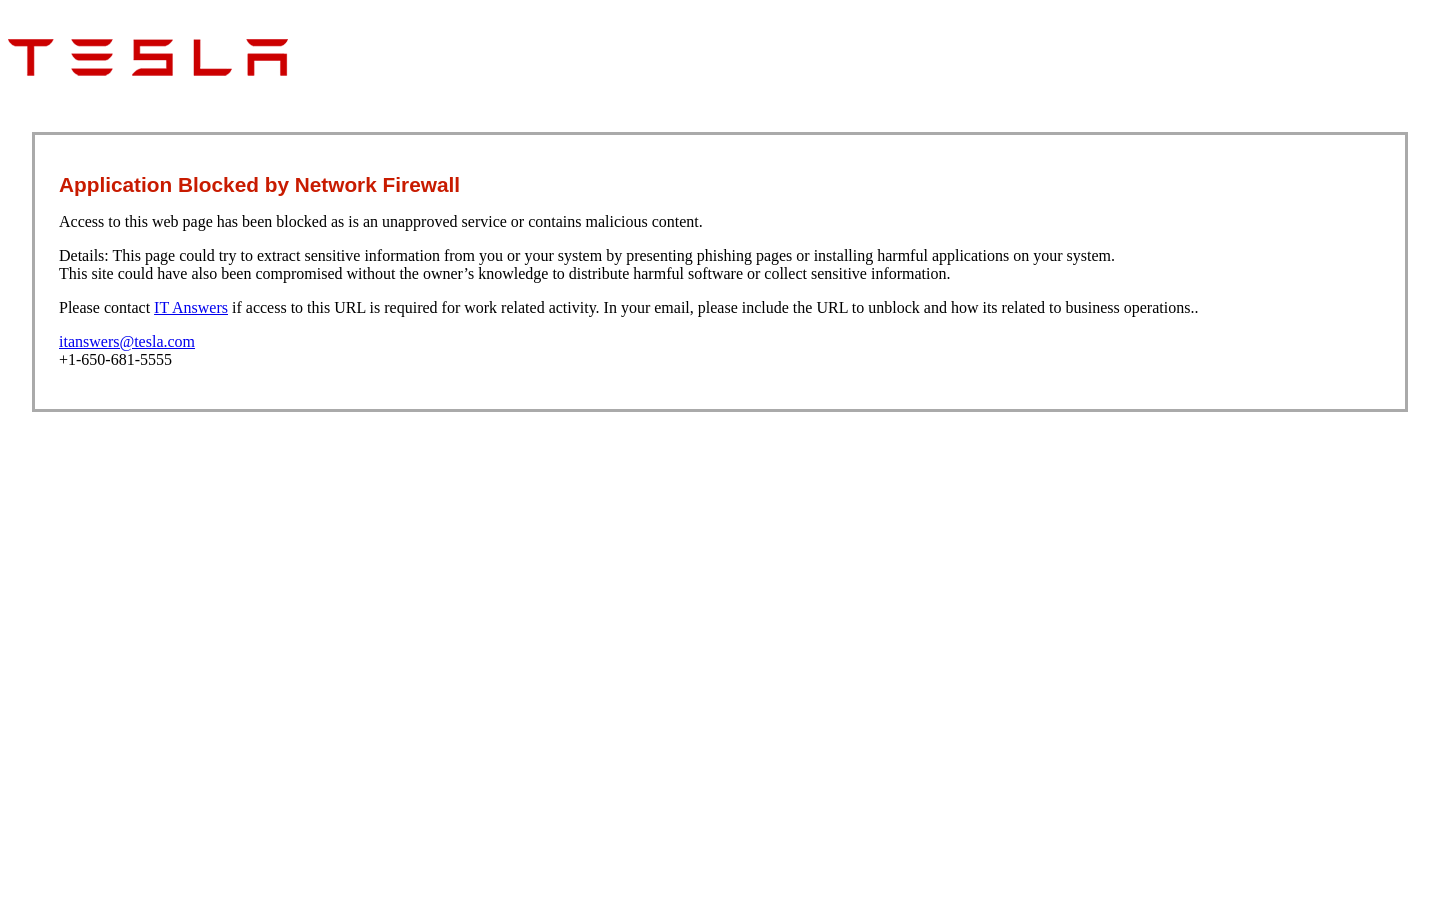 TESLA
Application Blocked by Network Firewall
Access to this web page has been blocked as is an unapproved service or contains malicious content.
Details: This page could try to extract sensitive information from you or your system by presenting phishing pages or installing harmful applications on your system.
This site could have also been compromised without the owner’s knowledge to distribute harmful software or collect sensitive information.
Please contact IT Answers if access to this URL is required for work related activity. In your email, please include the URL to unblock and how its related to business operations..
itanswers@tesla.com
+1-650-681-5555